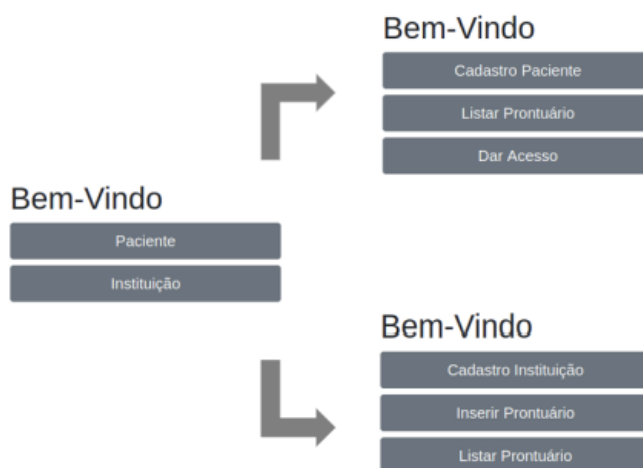 Bem-Vindo
Paciente
Instituição
Bem-Vindo
Cadastro Paciente
Listar Prontuário
Dar Acesso
Bem-Vindo
Cadastro Instituição
Inserir Prontuário
Listar Prontuário